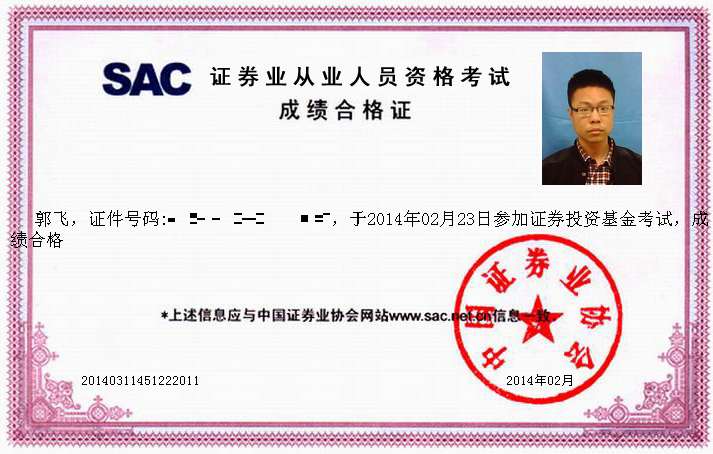 SAC 证券业从业人员资格考试
成绩合格证
郭飞，证件号码: ，于2014年02月23日参加证券投资基金考试，成
绩合格
*上述信息应与中国证券业协会网站www.sac.net.cn信息一致
中国证券业协会
20140311451222011
2014年02月